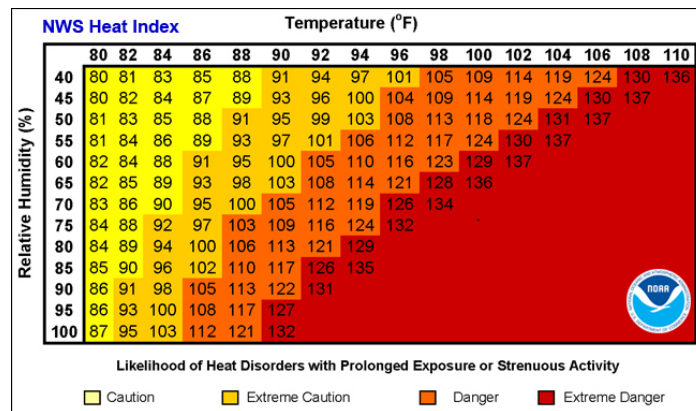 NWS Heat Index Temperature (°F)
80 82 84 86 88 90 92 94 96 98 100 102 104 106 108 110
40 80 81 83 85 88 91 94 97 101 105 109 114 119 124 130 136
45 80 82 84 87 89 93 96 100 104 109 114 119 124 130 137
50 81 83 85 88 91 95 99 103 108 113 118 124 131 137
55 81 84 86 89 93 97 101 106 112 117 124 130 137
60 82 84 88 91 95 100 105 110 116 123 129 137
65 82 85 89 93 98 103 108 114 121 128 136
70 83 86 90 95 100 105 112 119 126 134
75 84 88 92 97 103 109 116 124 132
80 84 89 94 100 106 113 121 129
85 85 90 96 102 110 117 126 135
90 86 91 98 105 113 122 131
95 86 93 100 108 117 127
100 87 95 103 112 121 132
Relative Humidity (%)
NOAA
Likelihood of Heat Disorders with Prolonged Exposure or Strenuous Activity
Caution Extreme Caution Danger Extreme Danger